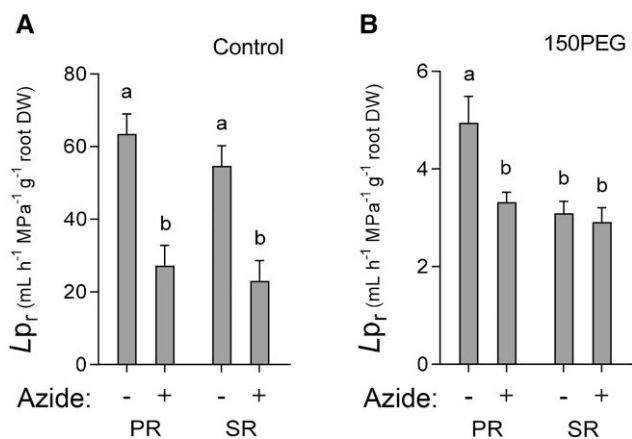 A
Control
Lpr (mL h-1 MPa-1 g-1 root DW)
80
60
40
20
0
a
b
a
b
Azide: - + - +
PR SR
B
150PEG
Lpr (mL h-1 MPa-1 g-1 root DW)
6
4
2
0
a
b
b
b
Azide: - + - +
PR SR